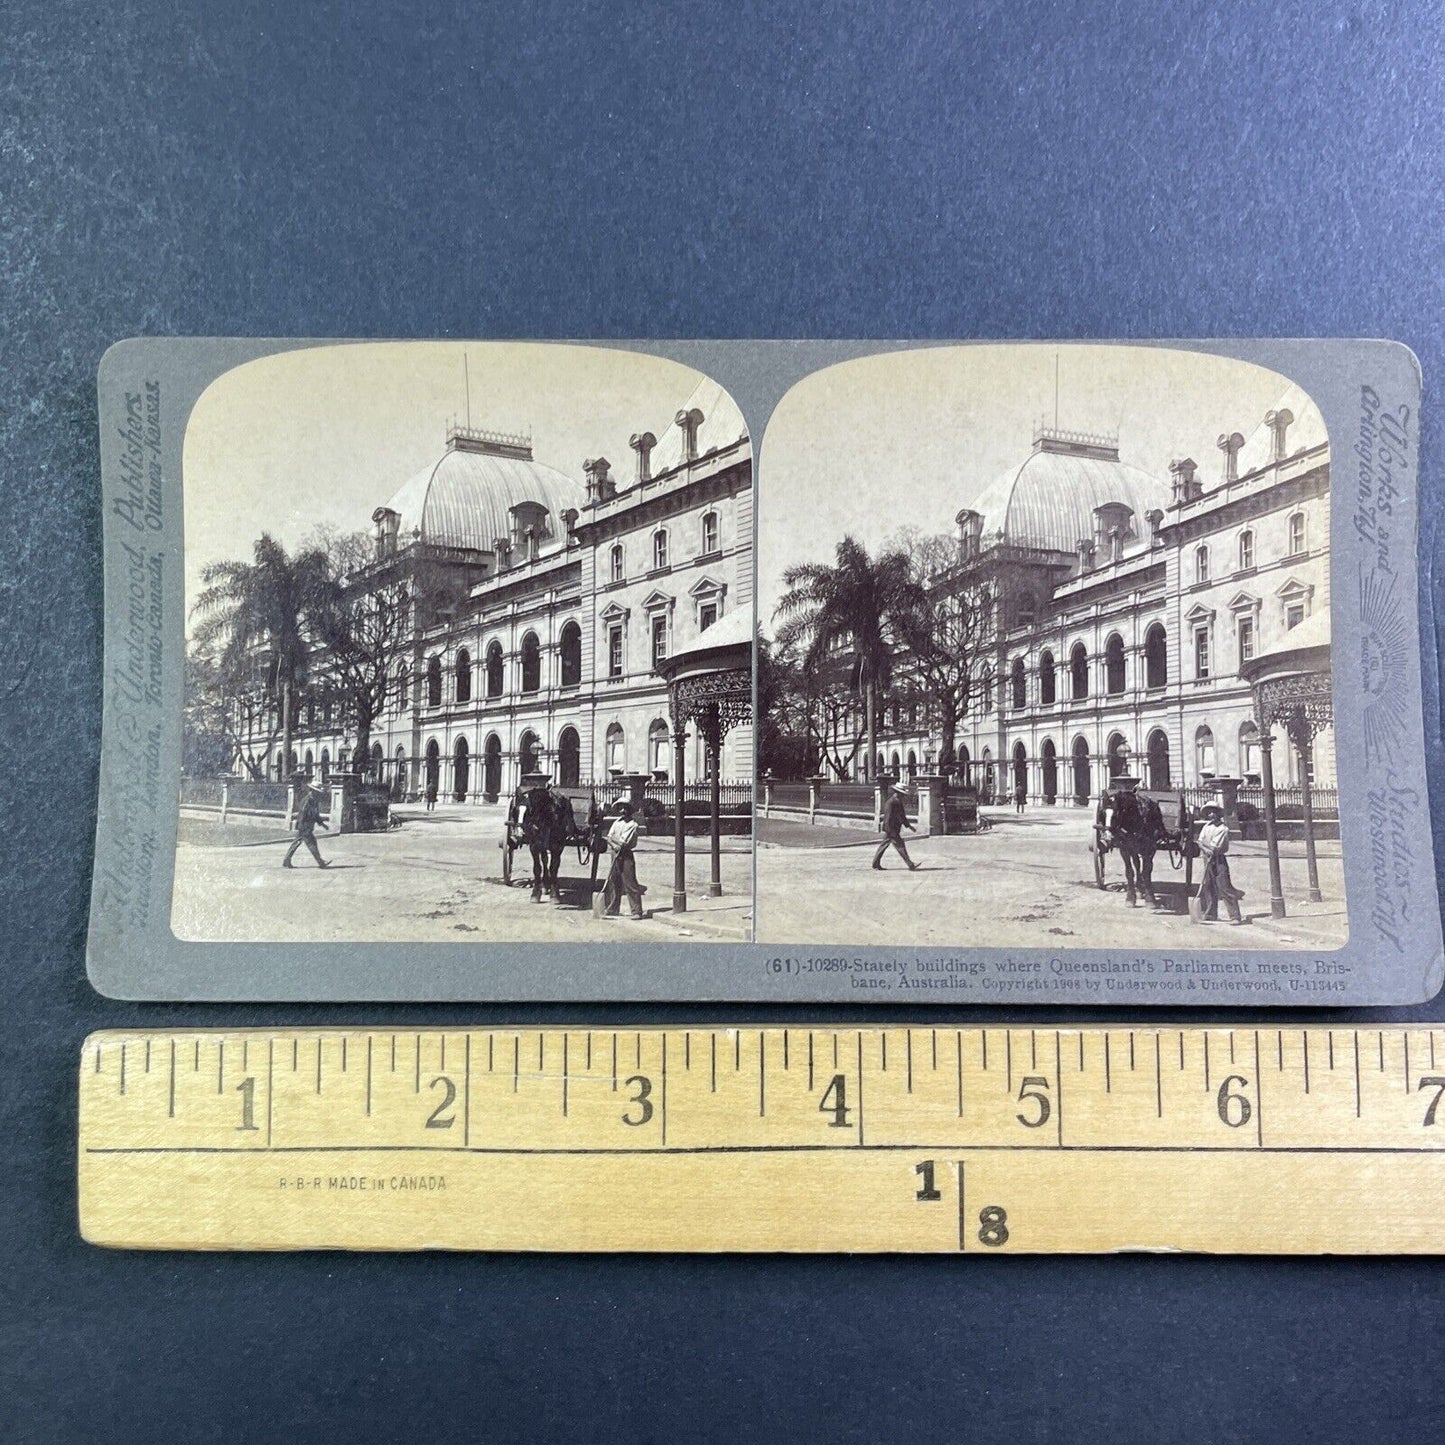 Underwood & Underwood, Publishers
London, Toronto-Canada, Ottawa-Kansas.
Works and Studios
Arlington, N.J.
Westwood, N.J.
TRADE MARK
(61)-10289-Stately buildings where Queensland's Parliament meets, Bris-
bane, Australia. Copyright 1908 by Underwood & Underwood, U-113445
1 2 3 4 5 6 7
R-B-R MADE IN CANADA
1
8